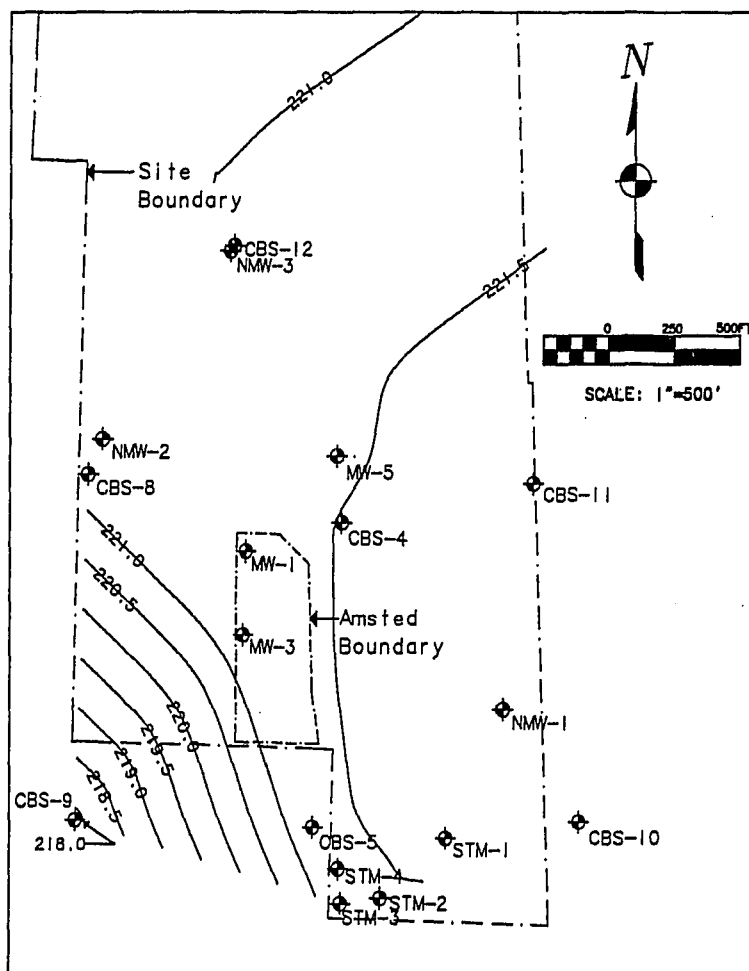 221.0
N
Site
Boundary
CBS-12
NMW-3
221.5
0 250 500FT
SCALE: 1"=500'
NMW-2
MW-5
CBS-8
CBS-11
CBS-4
221.0
MW-1
220.5
Amsted
Boundary
MW-3
220.0
NMW-1
219.5
219.0
218.5
CBS-9
218.0
CBS-5
STM-1
CBS-10
STM-4
STM-2
STM-3